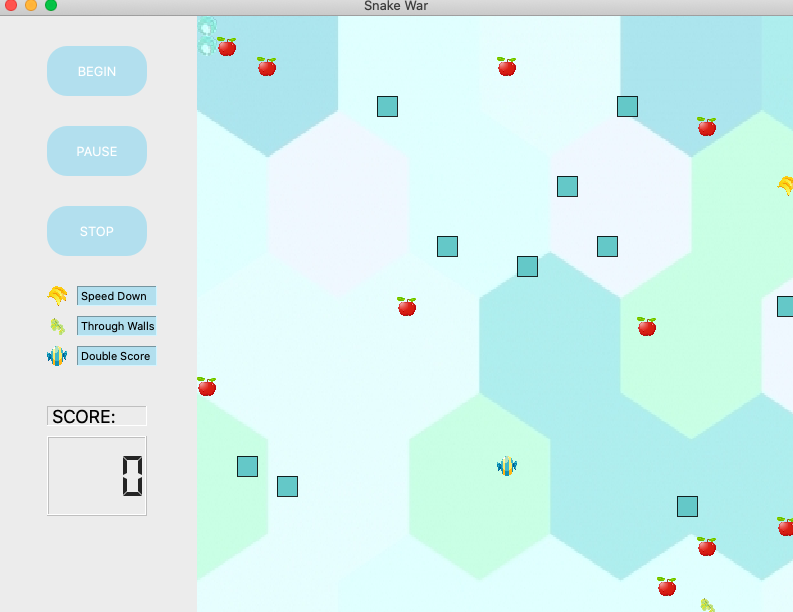 Snake War
BEGIN
PAUSE
STOP
Speed Down
Through Walls
Double Score
SCORE:
0